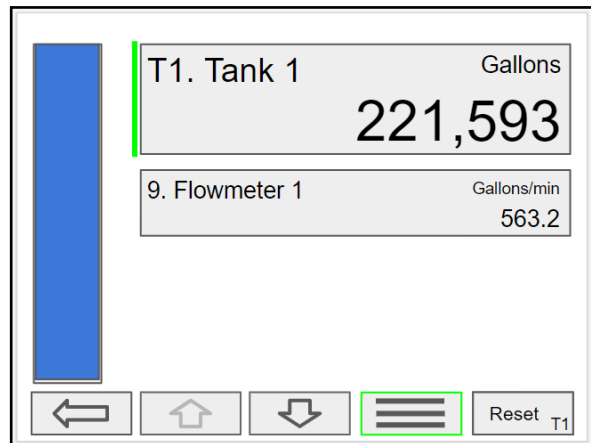 T1. Tank 1 Gallons
221,593
9. Flowmeter 1 Gallons/min
563.2
Reset T1